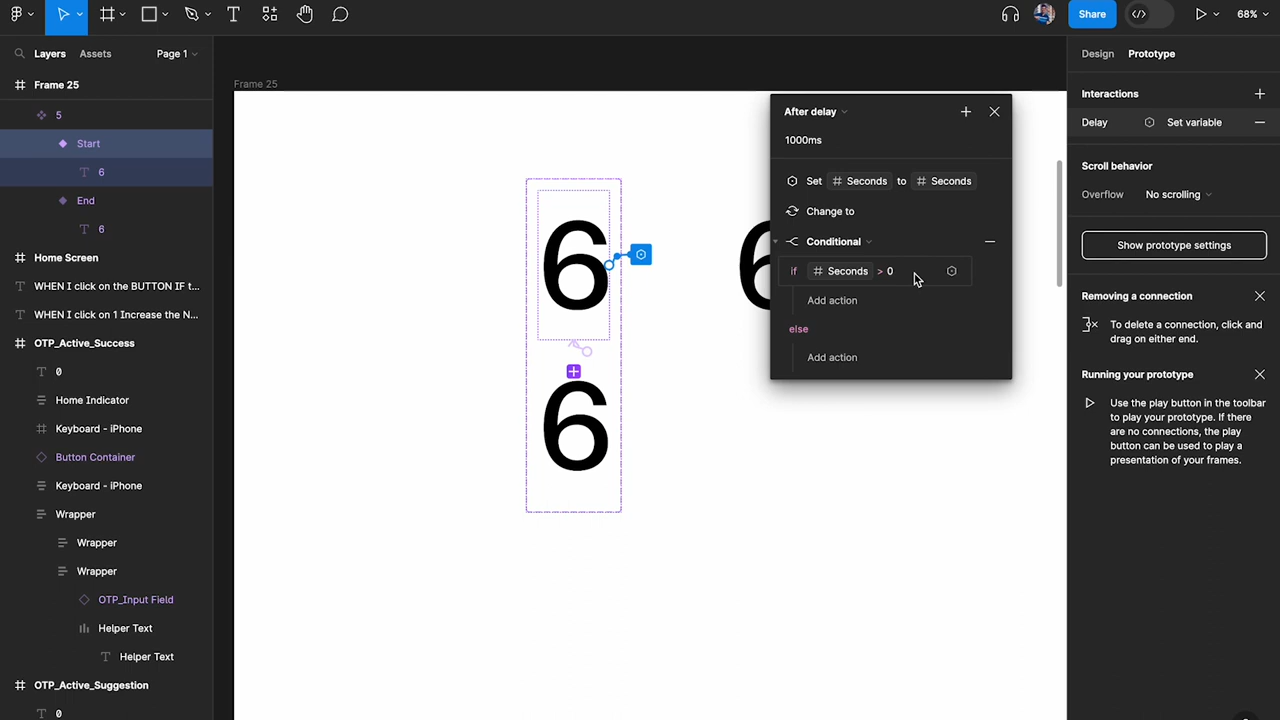 Share
68%
Layers
Assets
Page 1
Frame 25
5
Start
6
End
6
Home Screen
WHEN I click on the BUTTON IF t...
WHEN I click on 1 Increase the N...
OTP_Active_Success
0
Home Indicator
Keyboard - iPhone
Button Container
Keyboard - iPhone
Wrapper
Wrapper
Wrapper
OTP_Input Field
Helper Text
Helper Text
OTP_Active_Suggestion
0
Frame 25
6
6
6
After delay
1000ms
Set # Seconds to # Seconds
Change to
Conditional
if # Seconds > 0
Add action
else
Add action
Design
Prototype
Interactions
Delay
Set variable
Scroll behavior
Overflow
No scrolling
Show prototype settings
Removing a connection
To delete a connection, click and
drag on either end.
Running your prototype
Use the play button in the toolbar
to play your prototype. If there
are no connections, the play
button can be used to play a
presentation of your frames.